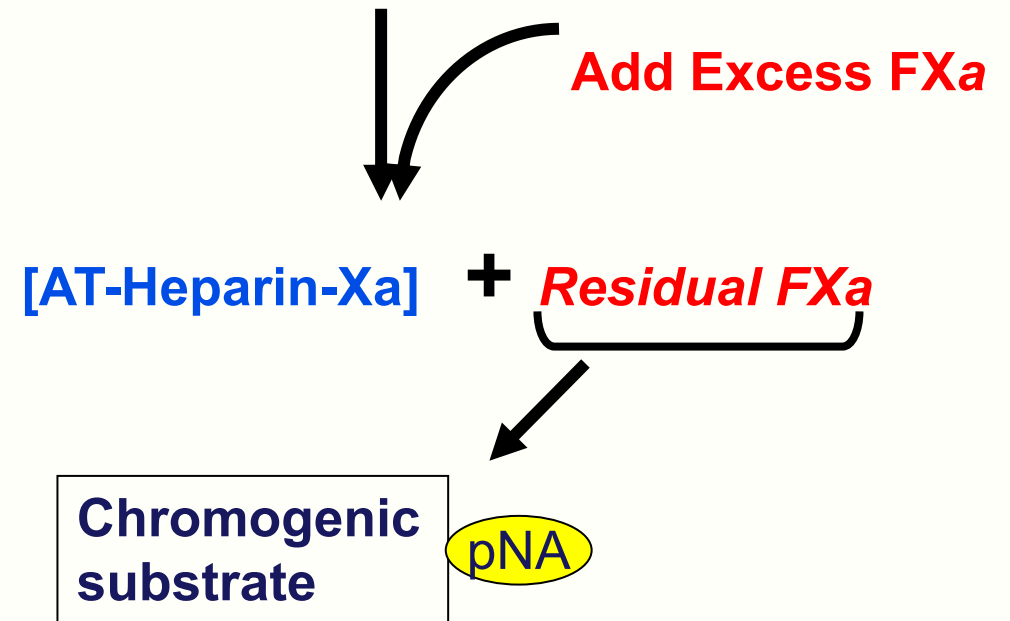 Add Excess FXa
[AT-Heparin-Xa] + Residual FXa
Chromogenic
substrate
pNA